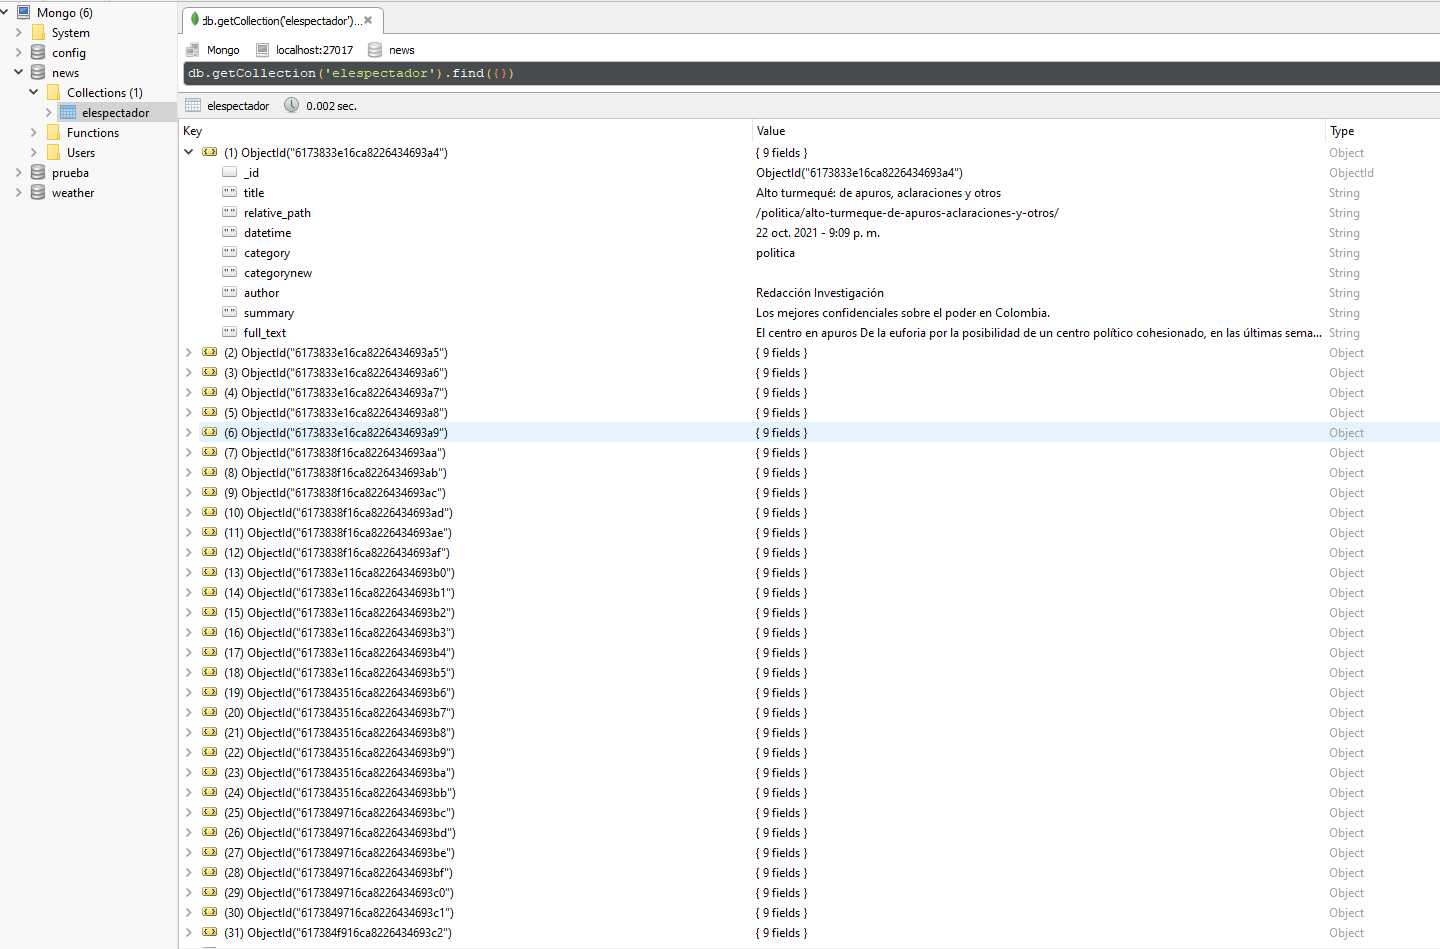 Mongo (6)
System
config
news
Collections (1)
elespectador
Functions
Users
prueba
weather
db.getCollection('elespectador')...
Mongo localhost:27017 news
db.getCollection('elespectador').find({})
elespectador 0.002 sec.
Key Value Type
(1) ObjectId("6173833e16ca8226434693a4") { 9 fields } Object
_id ObjectId("6173833e16ca8226434693a4") ObjectId
title Alto turmequé: de apuros, aclaraciones y otros String
relative_path /politica/alto-turmeque-de-apuros-aclaraciones-y-otros/ String
datetime 22 oct. 2021 - 9:09 p. m. String
category politica String
categorynew String
author Redacción Investigación String
summary Los mejores confidenciales sobre el poder en Colombia. String
full_text El centro en apuros De la euforia por la posibilidad de un centro político cohesionado, en las últimas sema... String
(2) ObjectId("6173833e16ca8226434693a5") { 9 fields } Object
(3) ObjectId("6173833e16ca8226434693a6") { 9 fields } Object
(4) ObjectId("6173833e16ca8226434693a7") { 9 fields } Object
(5) ObjectId("6173833e16ca8226434693a8") { 9 fields } Object
(6) ObjectId("6173833e16ca8226434693a9") { 9 fields } Object
(7) ObjectId("6173838f16ca8226434693aa") { 9 fields } Object
(8) ObjectId("6173838f16ca8226434693ab") { 9 fields } Object
(9) ObjectId("6173838f16ca8226434693ac") { 9 fields } Object
(10) ObjectId("6173838f16ca8226434693ad") { 9 fields } Object
(11) ObjectId("6173838f16ca8226434693ae") { 9 fields } Object
(12) ObjectId("6173838f16ca8226434693af") { 9 fields } Object
(13) ObjectId("617383e116ca8226434693b0") { 9 fields } Object
(14) ObjectId("617383e116ca8226434693b1") { 9 fields } Object
(15) ObjectId("617383e116ca8226434693b2") { 9 fields } Object
(16) ObjectId("617383e116ca8226434693b3") { 9 fields } Object
(17) ObjectId("617383e116ca8226434693b4") { 9 fields } Object
(18) ObjectId("617383e116ca8226434693b5") { 9 fields } Object
(19) ObjectId("6173843516ca8226434693b6") { 9 fields } Object
(20) ObjectId("6173843516ca8226434693b7") { 9 fields } Object
(21) ObjectId("6173843516ca8226434693b8") { 9 fields } Object
(22) ObjectId("6173843516ca8226434693b9") { 9 fields } Object
(23) ObjectId("6173843516ca8226434693ba") { 9 fields } Object
(24) ObjectId("6173843516ca8226434693bb") { 9 fields } Object
(25) ObjectId("6173849716ca8226434693bc") { 9 fields } Object
(26) ObjectId("6173849716ca8226434693bd") { 9 fields } Object
(27) ObjectId("6173849716ca8226434693be") { 9 fields } Object
(28) ObjectId("6173849716ca8226434693bf") { 9 fields } Object
(29) ObjectId("6173849716ca8226434693c0") { 9 fields } Object
(30) ObjectId("6173849716ca8226434693c1") { 9 fields } Object
(31) ObjectId("617384f916ca8226434693c2") { 9 fields } Object